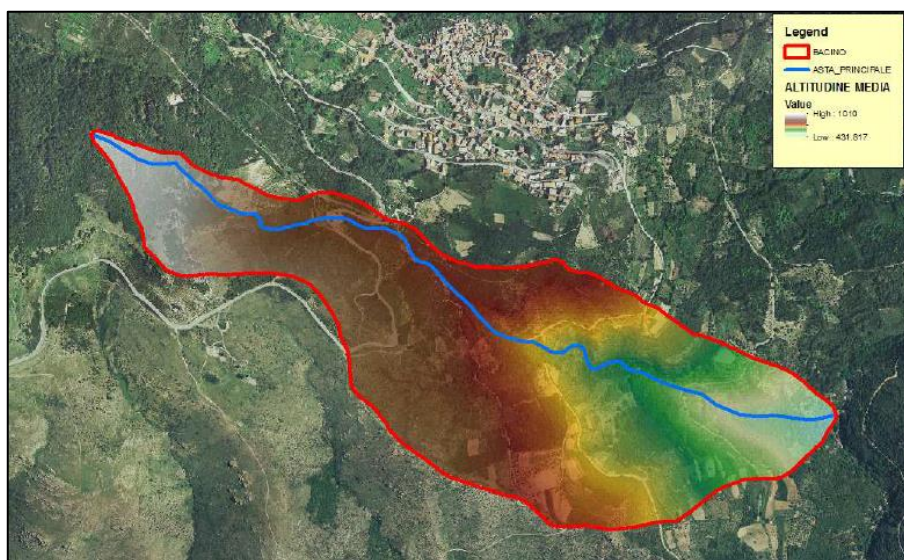 Legend
BACINO
ASTA_PRINCIPALE
ALTITUDINE MEDIA
Value
High : 1010
Low : 431.817